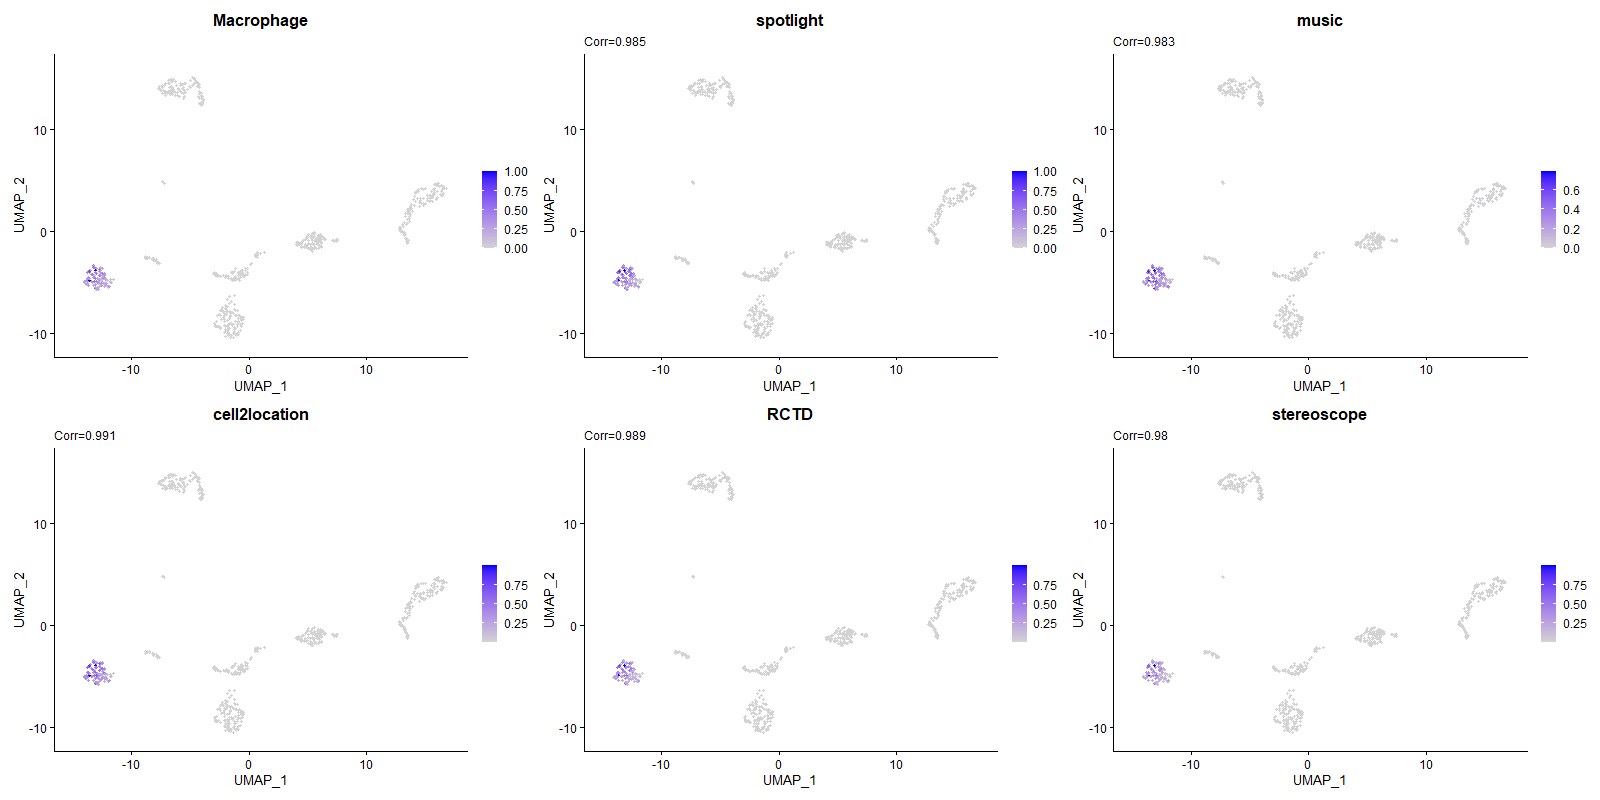 Macrophage
UMAP_2
10
0
-10
-10 0 10
UMAP_1
1.00
0.75
0.50
0.25
0.00
spotlight
Corr=0.985
UMAP_2
10
0
-10
-10 0 10
UMAP_1
1.00
0.75
0.50
0.25
0.00
music
Corr=0.983
UMAP_2
10
0
-10
-10 0 10
UMAP_1
0.6
0.4
0.2
0.0
cell2location
Corr=0.991
UMAP_2
10
0
-10
-10 0 10
UMAP_1
0.75
0.50
0.25
RCTD
Corr=0.989
UMAP_2
10
0
-10
-10 0 10
UMAP_1
0.75
0.50
0.25
stereoscope
Corr=0.98
UMAP_2
10
0
-10
-10 0 10
UMAP_1
0.75
0.50
0.25